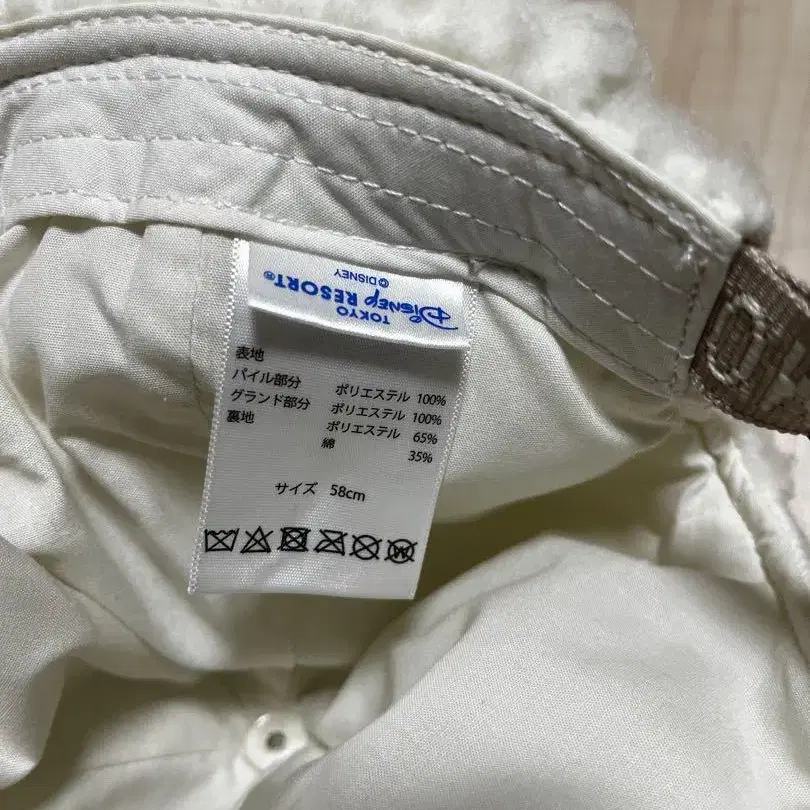 TOKYO
Disney RESORT®
©DISNEY
表地
パイル部分 ポリエステル 100%
グランド部分 ポリエステル 100%
裏地 ポリエステル 65%
綿 35%
サイズ 58cm